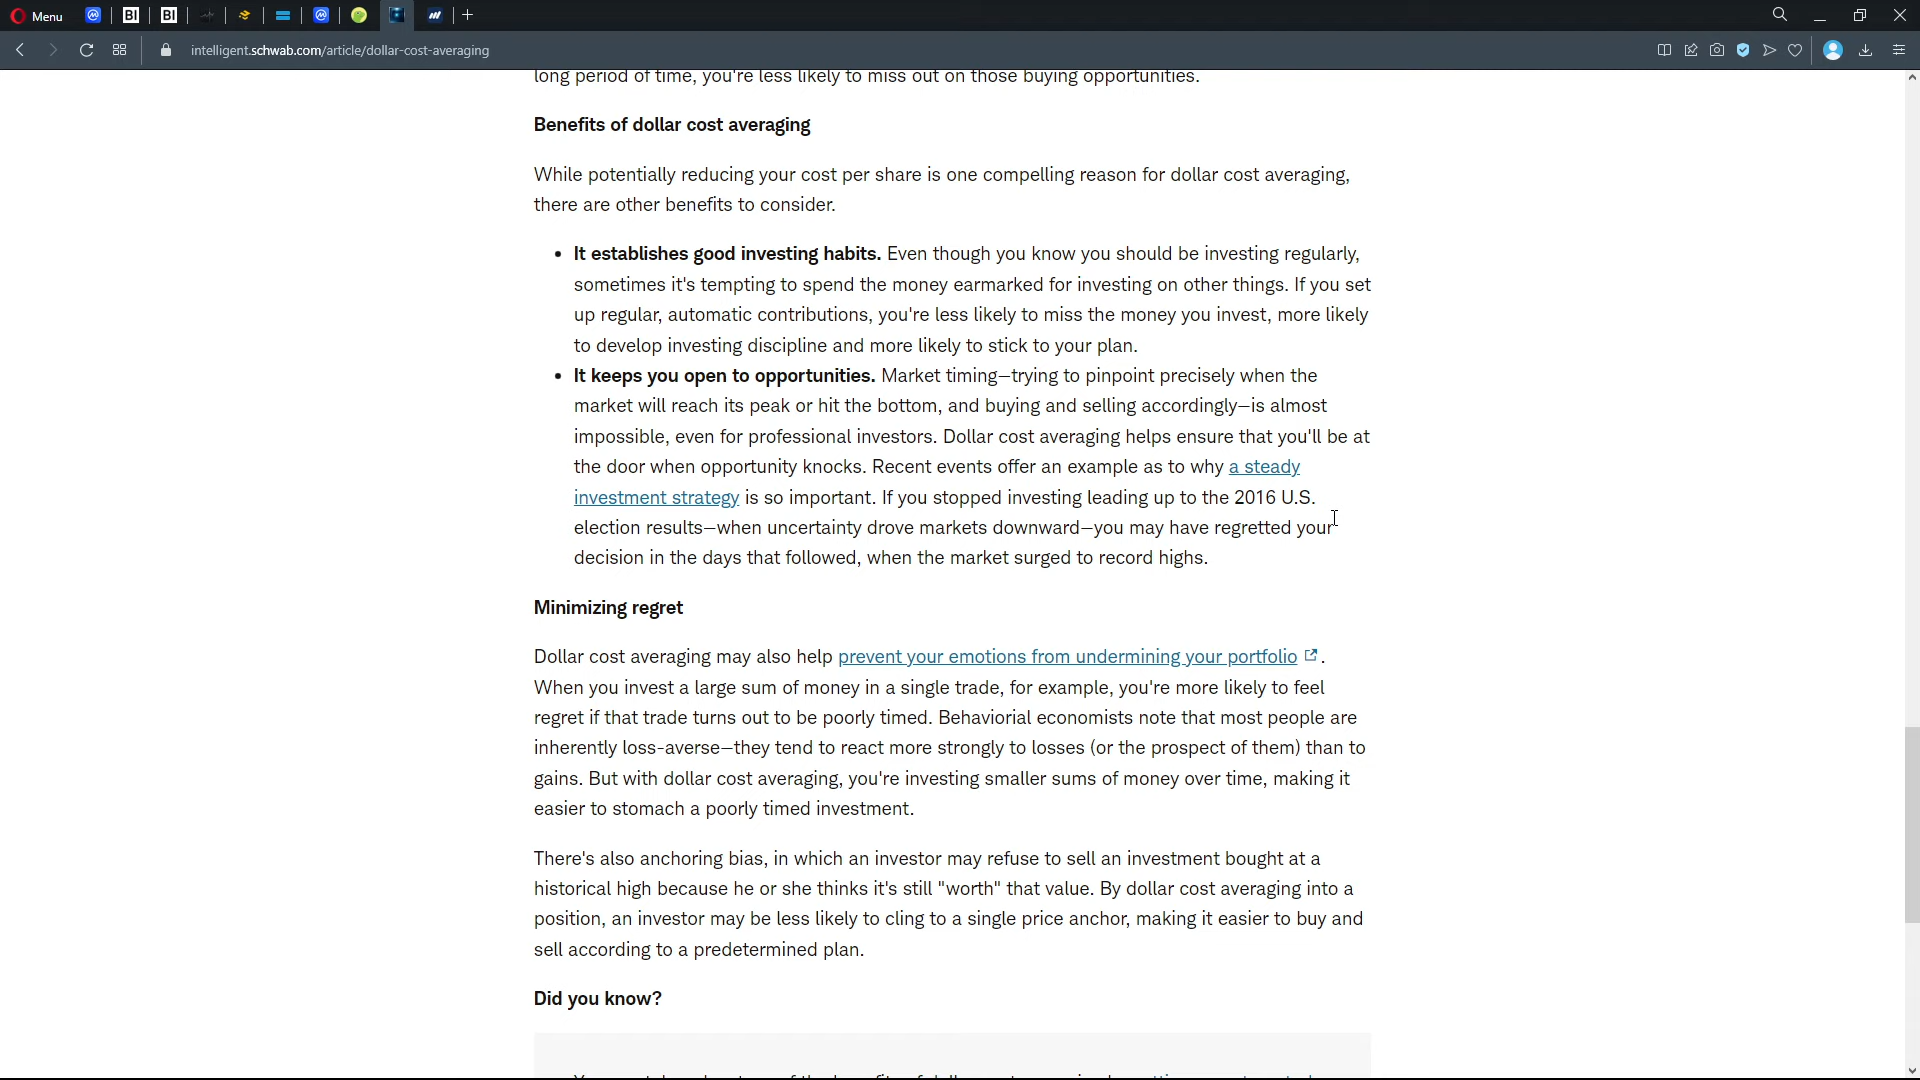 Menu
BI
BI
intelligent.schwab.com/article/dollar-cost-averaging
long period of time, you're less likely to miss out on those buying opportunities.
Benefits of dollar cost averaging
While potentially reducing your cost per share is one compelling reason for dollar cost averaging,
there are other benefits to consider.
• It establishes good investing habits. Even though you know you should be investing regularly,
sometimes it's tempting to spend the money earmarked for investing on other things. If you set
up regular, automatic contributions, you're less likely to miss the money you invest, more likely
to develop investing discipline and more likely to stick to your plan.
• It keeps you open to opportunities. Market timing—trying to pinpoint precisely when the
market will reach its peak or hit the bottom, and buying and selling accordingly—is almost
impossible, even for professional investors. Dollar cost averaging helps ensure that you'll be at
the door when opportunity knocks. Recent events offer an example as to why a steady
investment strategy is so important. If you stopped investing leading up to the 2016 U.S.
election results—when uncertainty drove markets downward—you may have regretted your
decision in the days that followed, when the market surged to record highs.
Minimizing regret
Dollar cost averaging may also help prevent your emotions from undermining your portfolio.
When you invest a large sum of money in a single trade, for example, you're more likely to feel
regret if that trade turns out to be poorly timed. Behaviorial economists note that most people are
inherently loss-averse—they tend to react more strongly to losses (or the prospect of them) than to
gains. But with dollar cost averaging, you're investing smaller sums of money over time, making it
easier to stomach a poorly timed investment.
There's also anchoring bias, in which an investor may refuse to sell an investment bought at a
historical high because he or she thinks it's still "worth" that value. By dollar cost averaging into a
position, an investor may be less likely to cling to a single price anchor, making it easier to buy and
sell according to a predetermined plan.
Did you know?